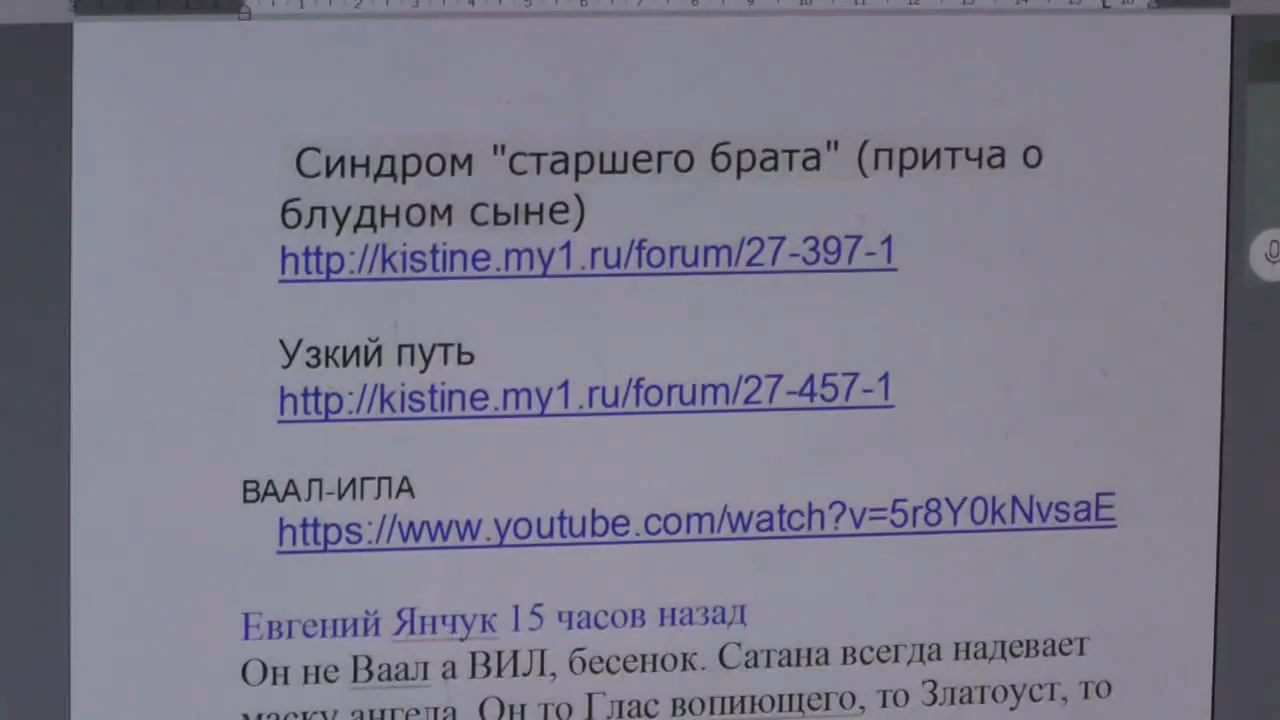 Синдром "старшего брата" (притча о
блудном сыне)
http://kistine.my1.ru/forum/27-397-1
Узкий путь
http://kistine.my1.ru/forum/27-457-1
ВААЛ-ИГЛА
https://www.youtube.com/watch?v=5r8Y0kNvsaE
Евгений Янчук 15 часов назад
Он не Ваал а ВИЛ, бесенок. Сатана всегда надевает
маску ангела. Он то Глас вопиющего, то Златоуст, то